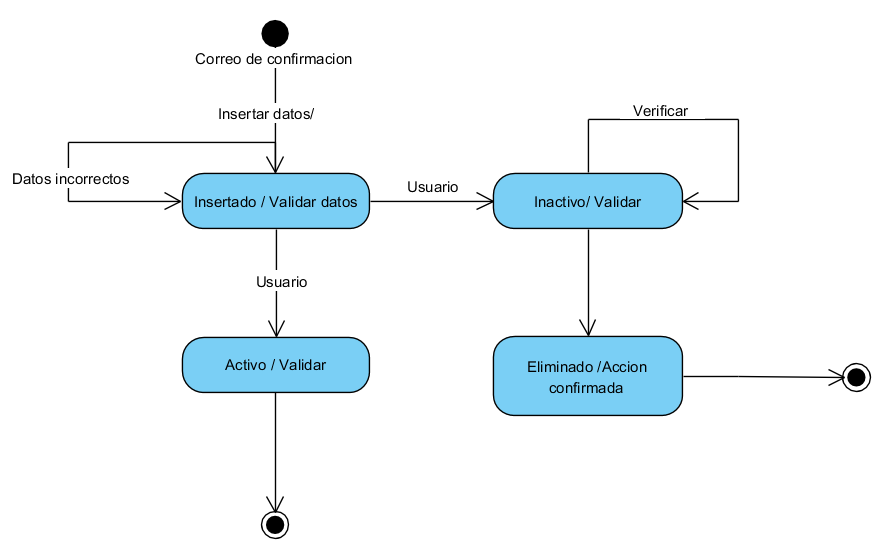 Correo de confirmacion
Insertar datos/
Verificar
Datos incorrectos
Insertado / Validar datos
Usuario
Inactivo/ Validar
Usuario
Activo / Validar
Eliminado /Accion
confirmada